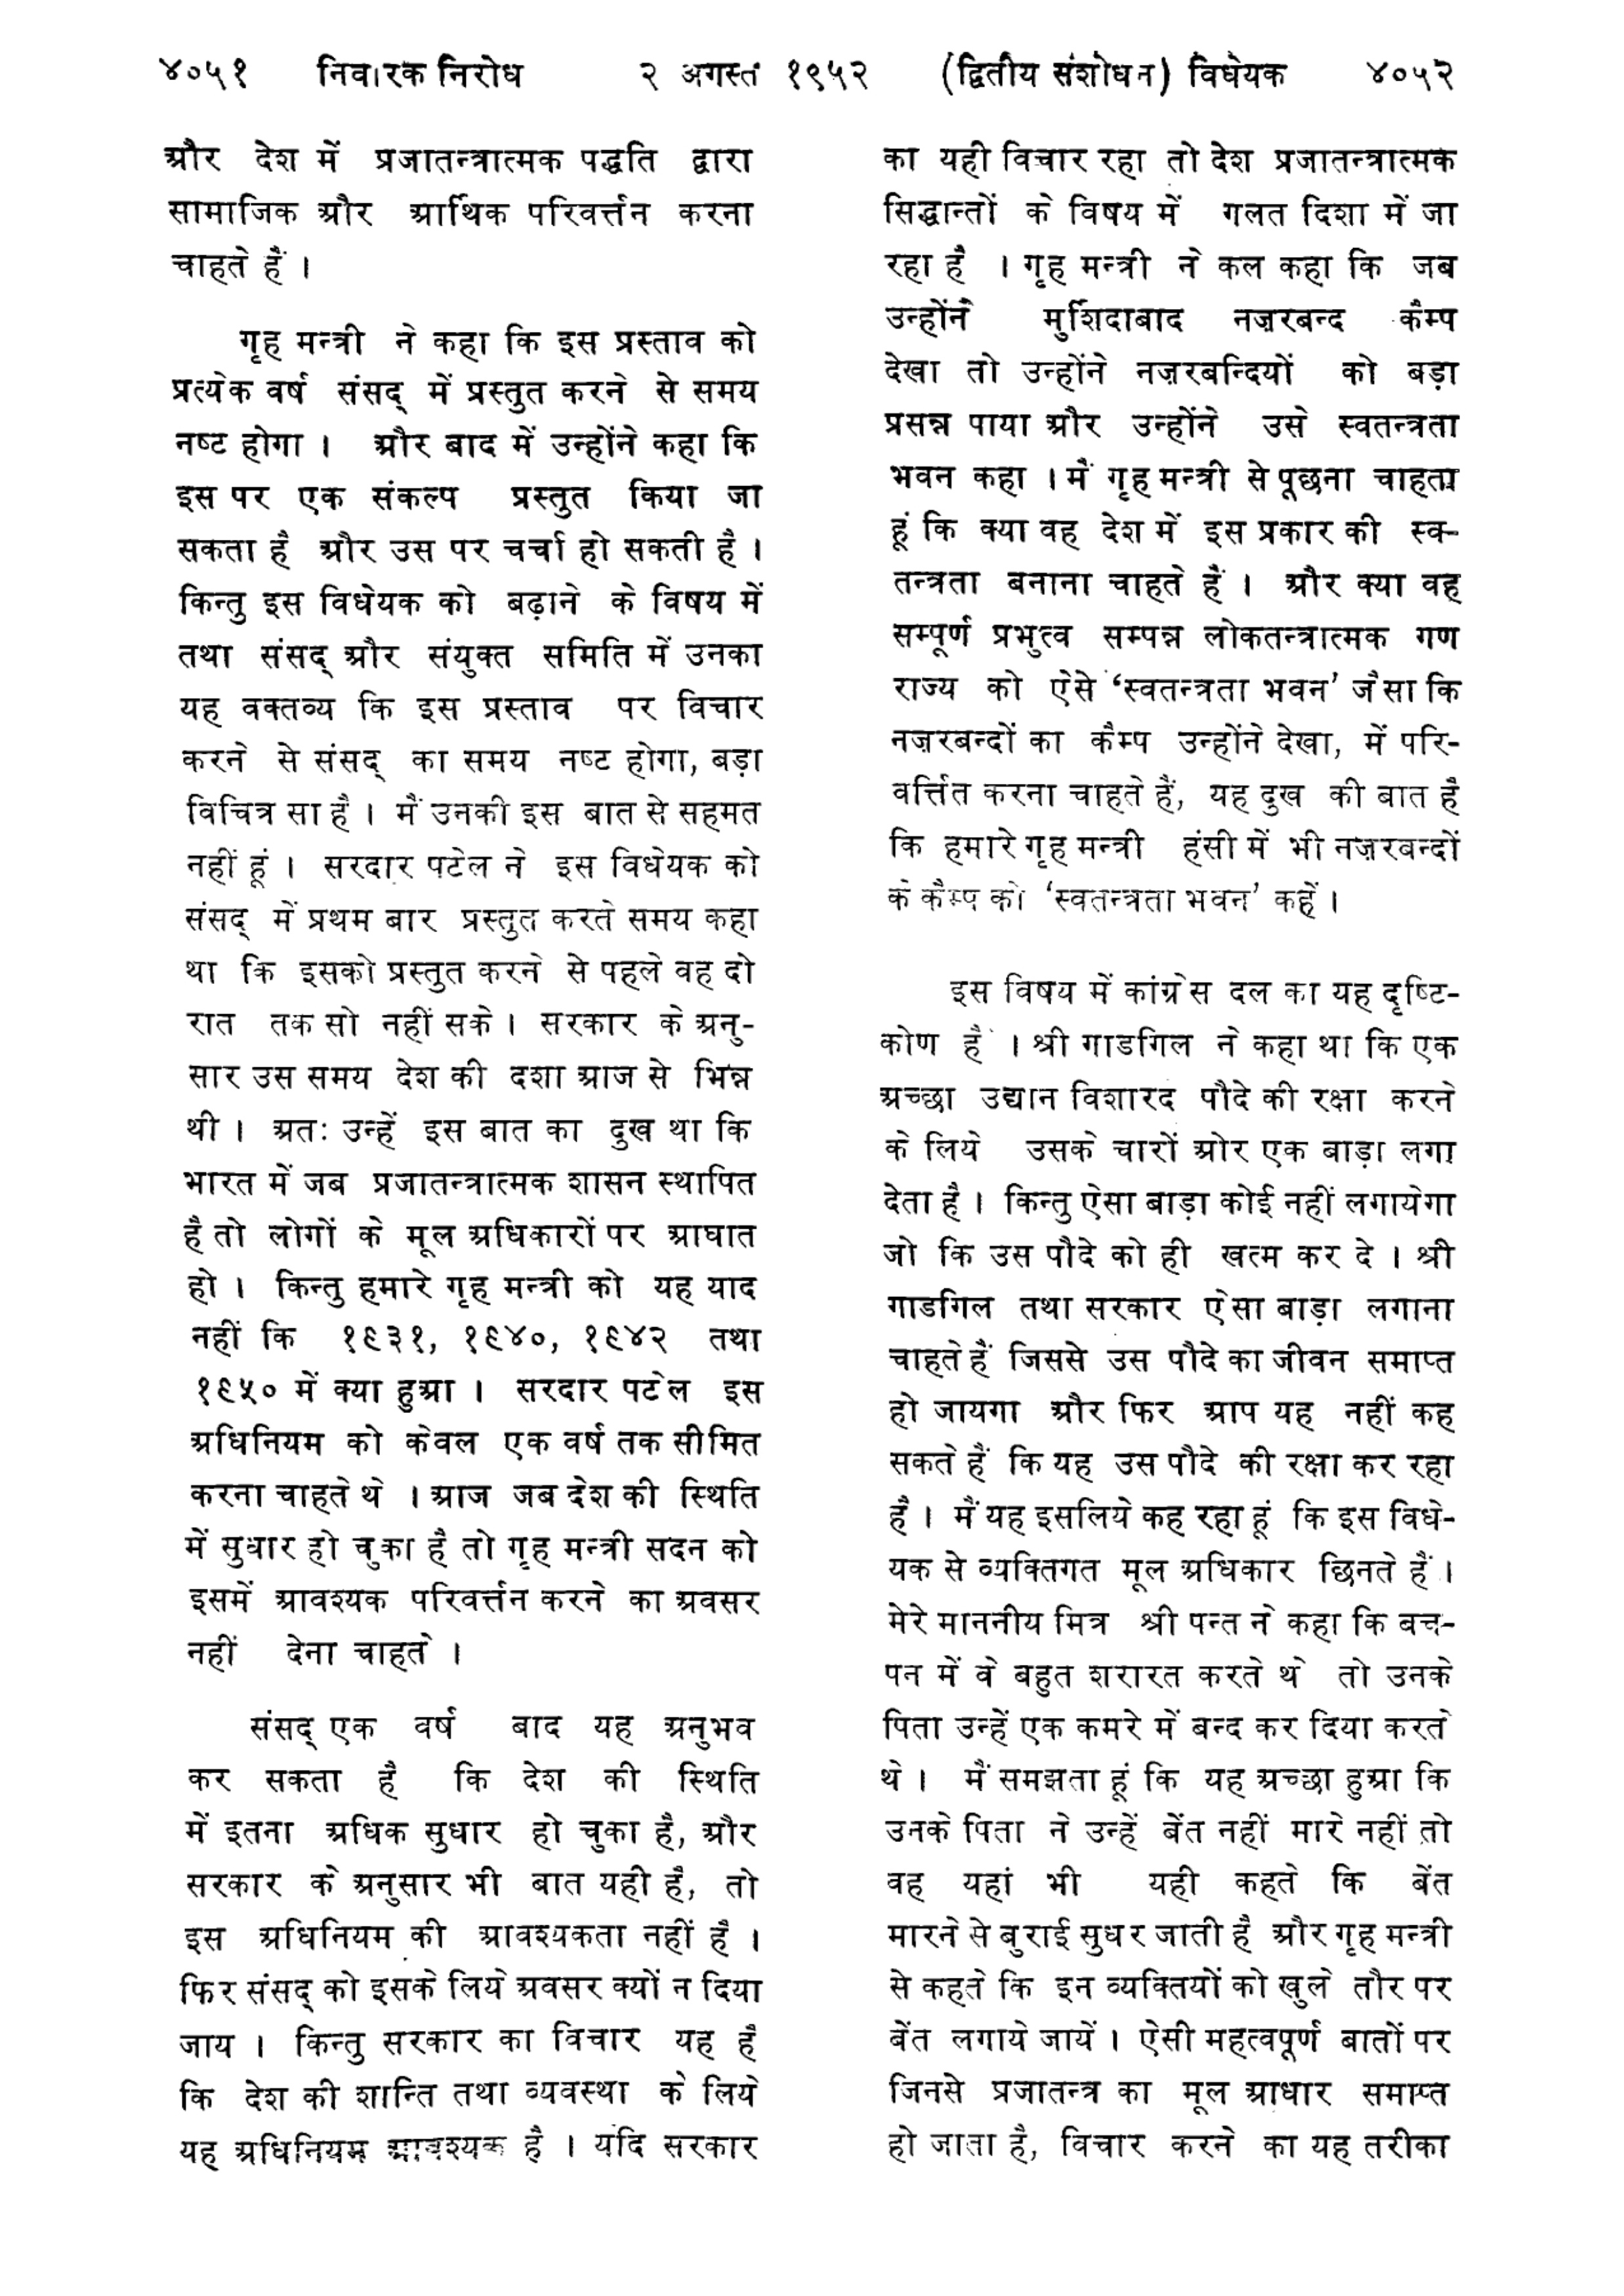 ४०५१ निवारक निरोध २ अगस्त १९५२ (द्वितीय संशोधन) विधेयक ४०५२
और देश में प्रजातन्त्रात्मक पद्धति द्वारा
सामाजिक और आर्थिक परिवर्त्तन करना
चाहते हैं ।
गृह मन्त्री ने कहा कि इस प्रस्ताव को
प्रत्येक वर्ष संसद् में प्रस्तुत करने से समय
नष्ट होगा । और बाद में उन्होंने कहा कि
इस पर एक संकल्प प्रस्तुत किया जा
सकता है और उस पर चर्चा हो सकती है ।
किन्तु इस विधेयक को बढ़ाने के विषय में
तथा संसद् और संयुक्त समिति में उनका
यह वक्तव्य कि इस प्रस्ताव पर विचार
करने से संसद् का समय नष्ट होगा, बड़ा
विचित्र सा है । मैं उनकी इस बात से सहमत
नहीं हूं । सरदार पटेल ने इस विधेयक को
संसद् में प्रथम बार प्रस्तुत करते समय कहा
था कि इसको प्रस्तुत करने से पहले वह दो
रात तक सो नहीं सके । सरकार के अनु-
सार उस समय देश की दशा आज से भिन्न
थी । अतः उन्हें इस बात का दुख था कि
भारत में जब प्रजातन्त्रात्मक शासन स्थापित
है तो लोगों के मूल अधिकारों पर आघात
हो । किन्तु हमारे गृह मन्त्री को यह याद
नहीं कि १९३१, १९४०, १९४२ तथा
१९५० में क्या हुआ । सरदार पटेल इस
अधिनियम को केवल एक वर्ष तक सीमित
करना चाहते थे । आज जब देश की स्थिति
में सुधार हो चुका है तो गृह मन्त्री सदन को
इसमें आवश्यक परिवर्त्तन करने का अवसर
नहीं देना चाहते ।
संसद् एक वर्ष बाद यह अनुभव
कर सकता है कि देश की स्थिति
में इतना अधिक सुधार हो चुका है, और
सरकार के अनुसार भी बात यही है, तो
इस अधिनियम की आवश्यकता नहीं है ।
फिर संसद् को इसके लिये अवसर क्यों न दिया
जाय । किन्तु सरकार का विचार यह है
कि देश की शान्ति तथा व्यवस्था के लिये
यह अधिनियम आवश्यक है । यदि सरकार
का यही विचार रहा तो देश प्रजातन्त्रात्मक
सिद्धान्तों के विषय में गलत दिशा में जा
रहा है । गृह मन्त्री ने कल कहा कि जब
उन्होंने मुर्शिदाबाद नज़रबन्द कैम्प
देखा तो उन्होंने नज़रबन्दियों को बड़ा
प्रसन्न पाया और उन्होंने उसे स्वतन्त्रता
भवन कहा । मैं गृह मन्त्री से पूछना चाहता
हूं कि क्या वह देश में इस प्रकार की स्व-
तन्त्रता बनाना चाहते हैं । और क्या वह
सम्पूर्ण प्रभुत्व सम्पन्न लोकतन्त्रात्मक गण
राज्य को ऐसे ‘स्वतन्त्रता भवन’ जैसा कि
नज़रबन्दों का कैम्प उन्होंने देखा, में परि-
वर्त्तित करना चाहते हैं, यह दुख की बात है
कि हमारे गृह मन्त्री हंसी में भी नज़रबन्दों
के कैम्प को ‘स्वतन्त्रता भवन’ कहें ।
इस विषय में कांग्रेस दल का यह दृष्टि-
कोण है । श्री गाडगिल ने कहा था कि एक
अच्छा उद्यान विशारद पौदे की रक्षा करने
के लिये उसके चारों ओर एक बाड़ा लगा
देता है । किन्तु ऐसा बाड़ा कोई नहीं लगायेगा
जो कि उस पौदे को ही खत्म कर दे । श्री
गाडगिल तथा सरकार ऐसा बाड़ा लगाना
चाहते हैं जिससे उस पौदे का जीवन समाप्त
हो जायगा और फिर आप यह नहीं कह
सकते हैं कि यह उस पौदे की रक्षा कर रहा
है । मैं यह इसलिये कह रहा हूं कि इस विधे-
यक से व्यक्तिगत मूल अधिकार छिनते हैं ।
मेरे माननीय मित्र श्री पन्त ने कहा कि बच-
पन में वे बहुत शरारत करते थे तो उनके
पिता उन्हें एक कमरे में बन्द कर दिया करते
थे । मैं समझता हूं कि यह अच्छा हुआ कि
उनके पिता ने उन्हें बेंत नहीं मारे नहीं तो
वह यहां भी यही कहते कि बेंत
मारने से बुराई सुधर जाती है और गृह मन्त्री
से कहते कि इन व्यक्तियों को खुले तौर पर
बेंत लगाये जायें । ऐसी महत्वपूर्ण बातों पर
जिनसे प्रजातन्त्र का मूल आधार समाप्त
हो जाता है, विचार करने का यह तरीका